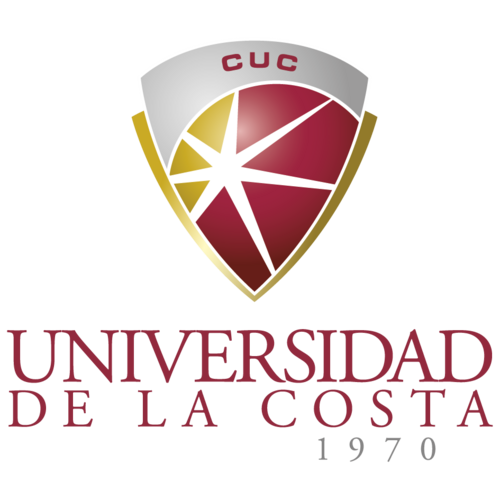 CUC
UNIVERSIDAD
DE LA COSTA
1970